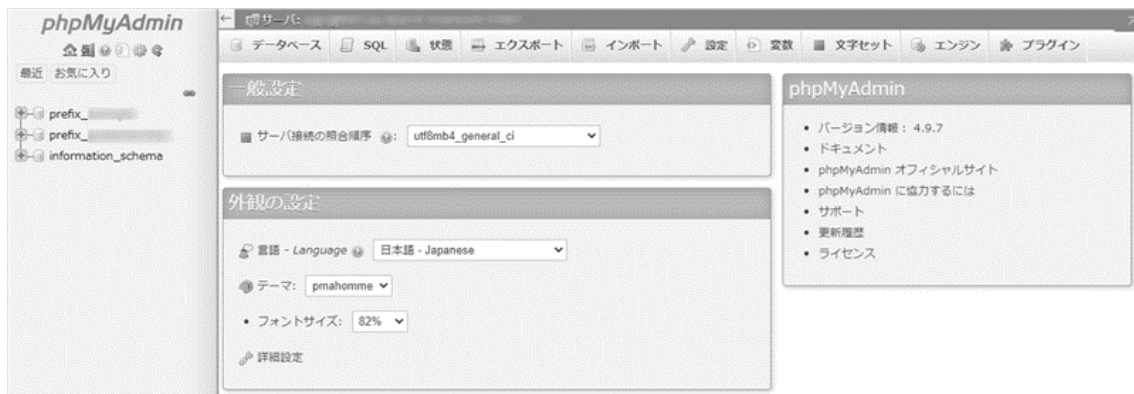 phpMyAdmin
最近 お気に入り
prefix_
prefix_
information_schema
サーバ:
データベース SQL 状態 エクスポート インポート 設定 変数 文字セット エンジン プラグイン
一般設定
サーバ接続の照合順序 : utf8mb4_general_ci
外観の設定
言語 - Language 日本語 - Japanese
テーマ: pmahomme
• フォントサイズ: 82%
詳細設定
phpMyAdmin
• バージョン情報: 4.9.7
• ドキュメント
• phpMyAdmin オフィシャルサイト
• phpMyAdmin に協力するには
• サポート
• 更新履歴
• ライセンス